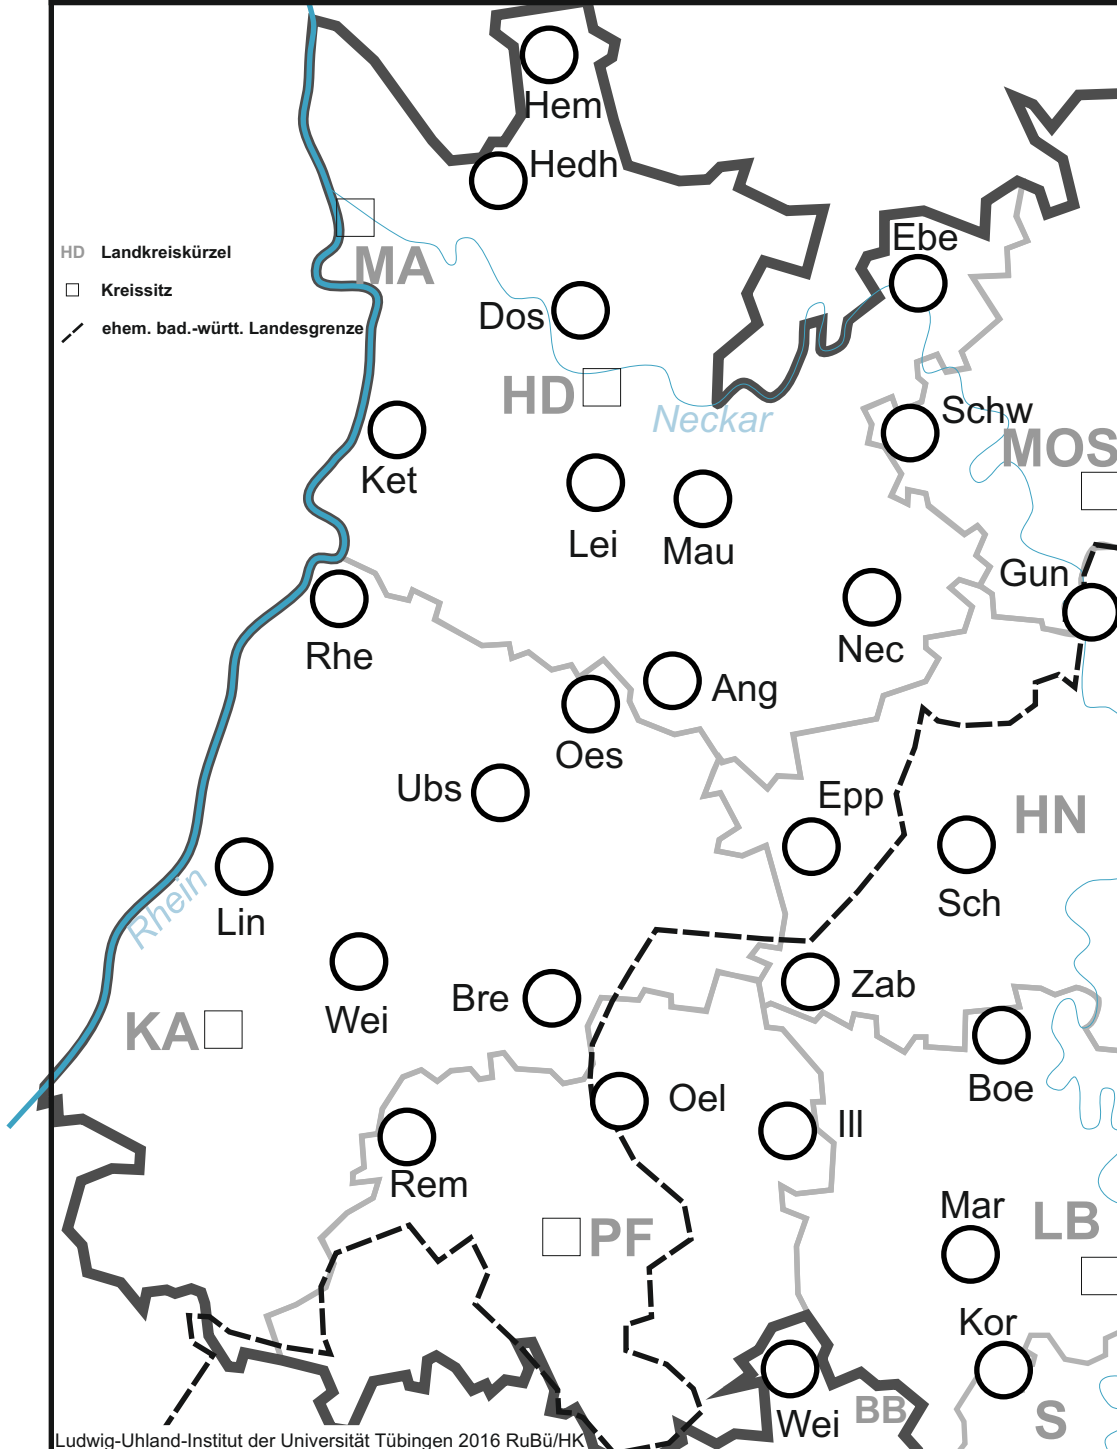 Hem
Hedh
HD Landkreiskürzel
Kreissitz
ehem. bad.-württ. Landesgrenze
MA
Ebe
Dos
HD
Neckar
Schw
MOS
Ket
Lei
Mau
Gun
Rhe
Nec
Ang
Oes
Ubs
Epp
HN
Rhein
Lin
Sch
Wei
Bre
Zab
KA
Boe
Oel
Ill
Rem
Mar
LB
PF
Kor
Wei
BB
S
Ludwig-Uhland-Institut der Universität Tübingen 2016 RuBü/HK